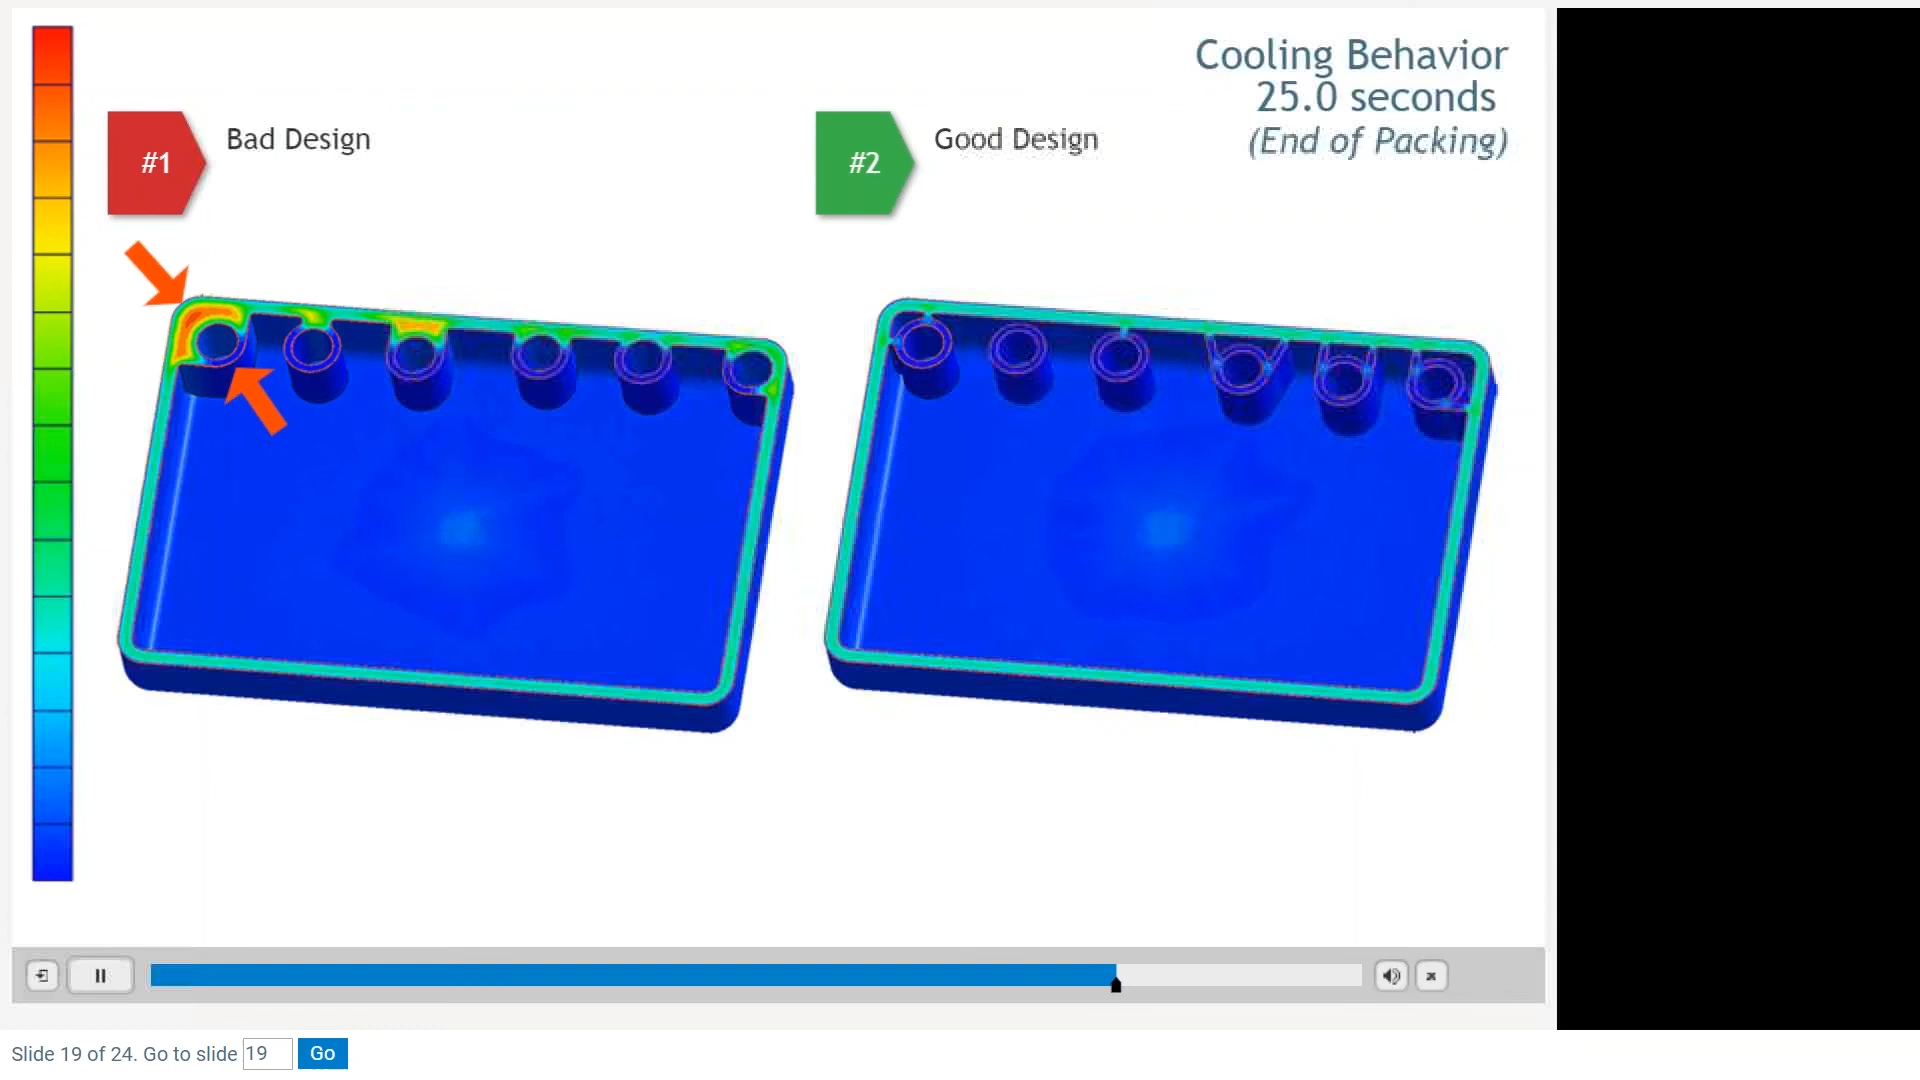 Cooling Behavior
25.0 seconds
(End of Packing)
#1
Bad Design
#2
Good Design
Slide 19 of 24. Go to slide 19 Go